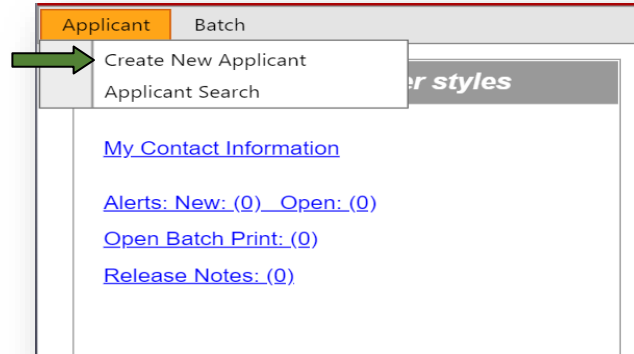 Applicant Batch
Create New Applicant
Applicant Search
styles
My Contact Information
Alerts: New: (0) Open: (0)
Open Batch Print: (0)
Release Notes: (0)